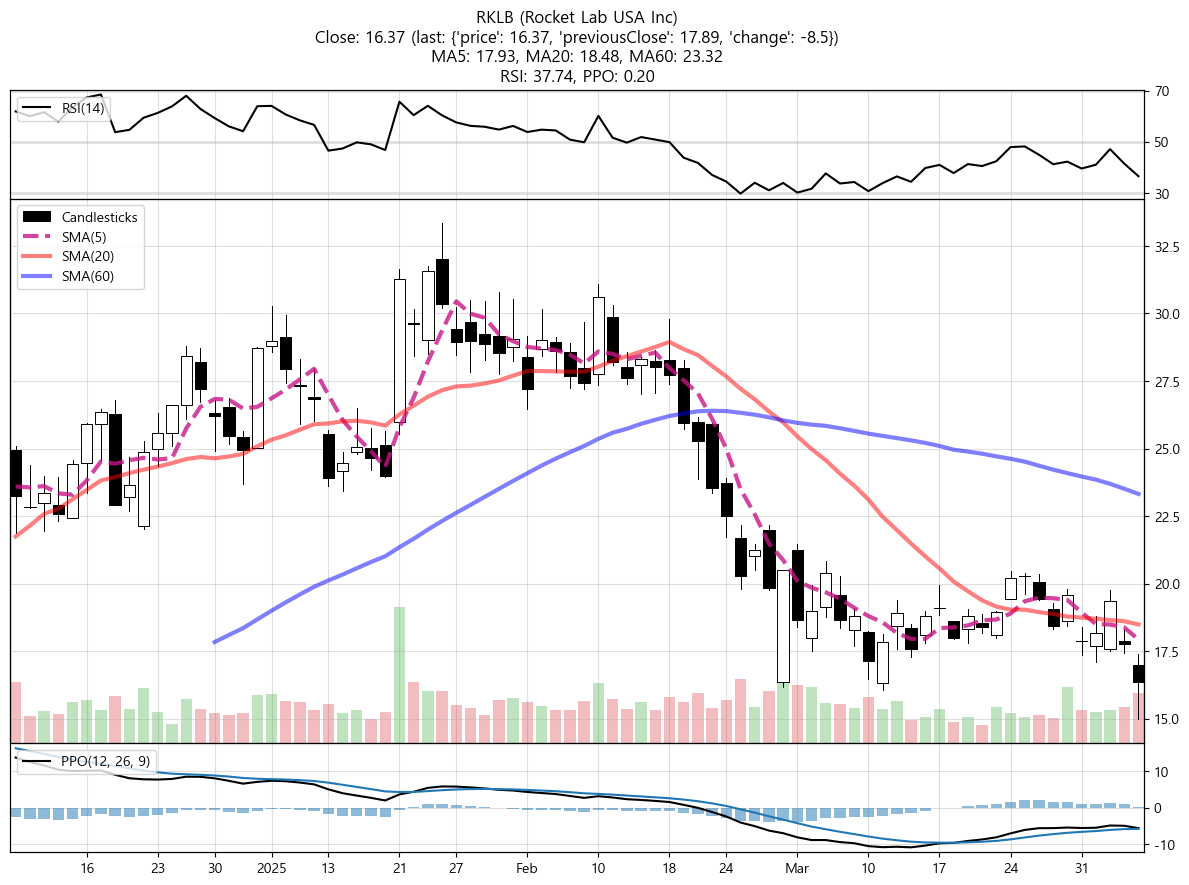 RKLB (Rocket Lab USA Inc)
Close: 16.37 (last: {'price': 16.37, 'previousClose': 17.89, 'change': -8.5})
MA5: 17.93, MA20: 18.48, MA60: 23.32
RSI: 37.74, PPO: 0.20
RSI(14)
70
50
30
Candlesticks
SMA(5)
SMA(20)
SMA(60)
32.5
30.0
27.5
25.0
22.5
20.0
17.5
15.0
PPO(12, 26, 9)
10
0
-10
16 23 30 2025 13 21 27 Feb 10 18 24 Mar 10 17 24 31